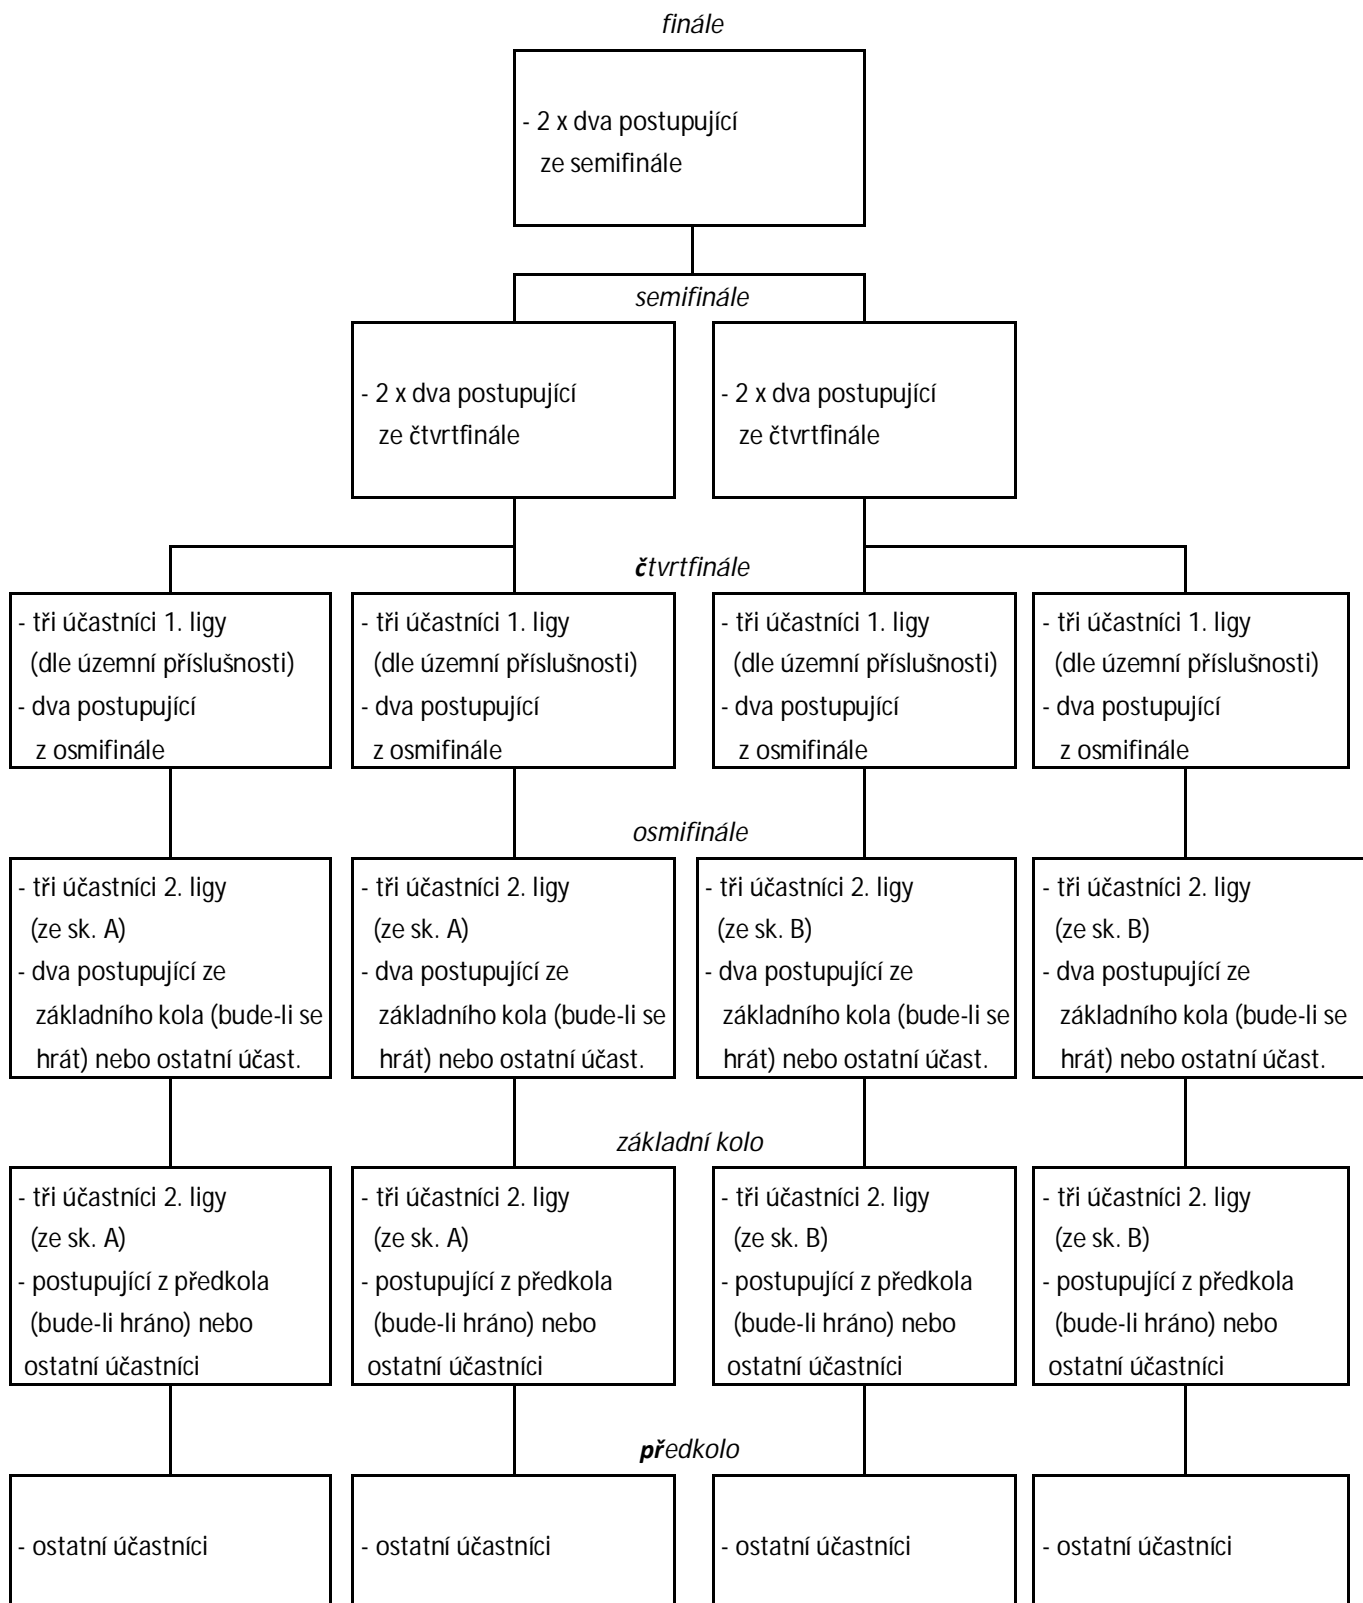 finále
- 2 x dva postupující
ze semifinále
semifinále
- 2 x dva postupující
ze čtvrtfinále
- 2 x dva postupující
ze čtvrtfinále
čtvrtfinále
- tři účastníci 1. ligy
(dle územní příslušnosti)
- dva postupující
z osmifinále
- tři účastníci 1. ligy
(dle územní příslušnosti)
- dva postupující
z osmifinále
- tři účastníci 1. ligy
(dle územní příslušnosti)
- dva postupující
z osmifinále
- tři účastníci 1. ligy
(dle územní příslušnosti)
- dva postupující
z osmifinále
osmifinále
- tři účastníci 2. ligy
(ze sk. A)
- dva postupující ze
základního kola (bude-li se
hrát) nebo ostatní účast.
- tři účastníci 2. ligy
(ze sk. A)
- dva postupující ze
základního kola (bude-li se
hrát) nebo ostatní účast.
- tři účastníci 2. ligy
(ze sk. B)
- dva postupující ze
základního kola (bude-li se
hrát) nebo ostatní účast.
- tři účastníci 2. ligy
(ze sk. B)
- dva postupující ze
základního kola (bude-li se
hrát) nebo ostatní účast.
základní kolo
- tři účastníci 2. ligy
(ze sk. A)
- postupující z předkola
(bude-li hráno) nebo
ostatní účastníci
- tři účastníci 2. ligy
(ze sk. A)
- postupující z předkola
(bude-li hráno) nebo
ostatní účastníci
- tři účastníci 2. ligy
(ze sk. B)
- postupující z předkola
(bude-li hráno) nebo
ostatní účastníci
- tři účastníci 2. ligy
(ze sk. B)
- postupující z předkola
(bude-li hráno) nebo
ostatní účastníci
předkolo
- ostatní účastníci
- ostatní účastníci
- ostatní účastníci
- ostatní účastníci